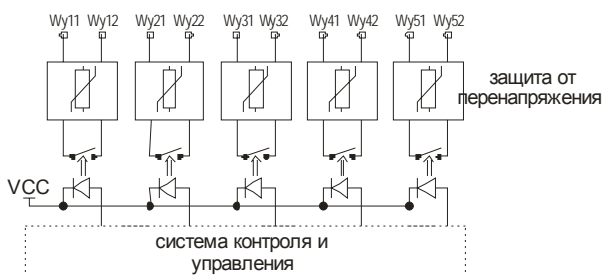 Wy11 Wy12 Wy21 Wy22 Wy31 Wy32 Wy41 Wy42 Wy51 Wy52
защита от
перенапряжения
VCC
система контроля и
управления